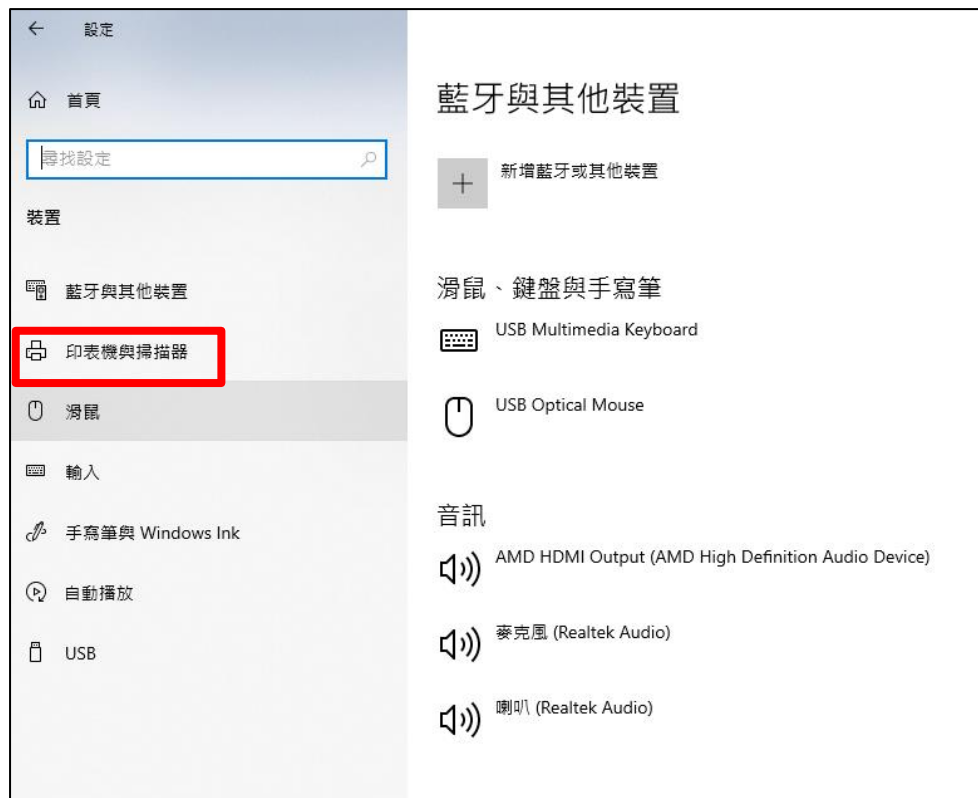 設定
首頁
尋找設定
裝置
藍牙與其他裝置
印表機與掃描器
滑鼠
輸入
手寫筆與 Windows Ink
自動播放
USB
藍牙與其他裝置
新增藍牙或其他裝置
滑鼠、鍵盤與手寫筆
USB Multimedia Keyboard
USB Optical Mouse
音訊
AMD HDMI Output (AMD High Definition Audio Device)
麥克風 (Realtek Audio)
喇叭 (Realtek Audio)